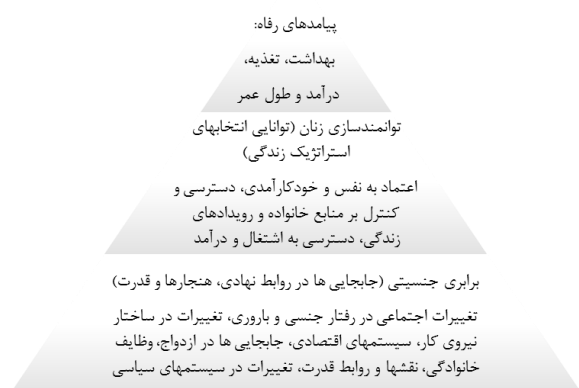 پیامدهای رفاه:
بهداشت، تغذیه،
درآمد و طول عمر
توانمندسازی زنان (توانایی انتخابهای
استراتژیک زندگی)
اعتماد به نفس و خودکارآمدی، دسترسی و
کنترل بر منابع خانواده و رویدادهای
زندگی، دسترسی به اشتغال و درآمد
برابری جنسیتی (جابجایی ها در روابط نهادی، هنجارها و قدرت)
تغییرات اجتماعی در رفتار جنسی و باروری، تغییرات در ساختار
نیروی کار، سیستمهای اقتصادی، جابجایی ها در ازدواج، وظایف
خانوادگی، نقشها و روابط قدرت، تغییرات در سیستمهای سیاسی